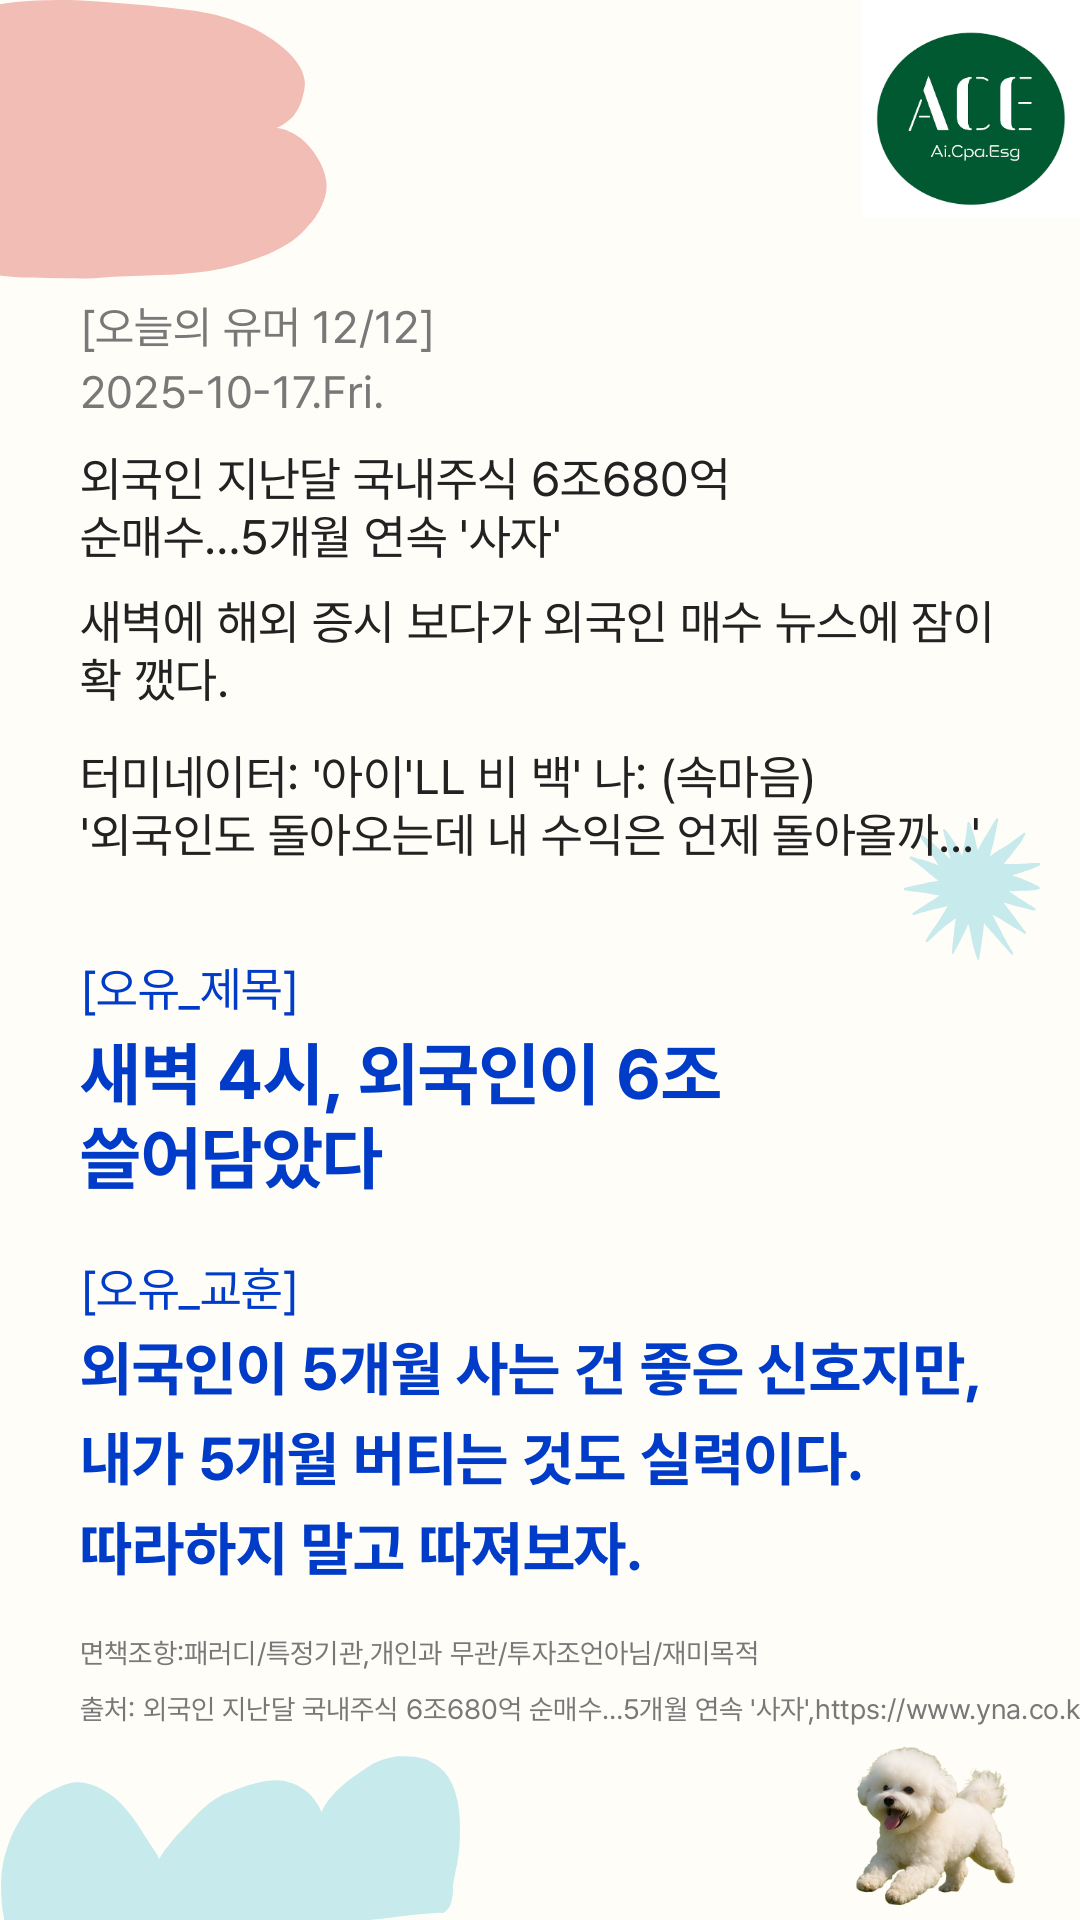 ACE
Ai.Cpa.Esg
[오늘의 유머 12/12]
2025-10-17.Fri.
외국인 지난달 국내주식 6조680억
순매수...5개월 연속 '사자'
새벽에 해외 증시 보다가 외국인 매수 뉴스에 잠이
확 깼다.
터미네이터: '아이'LL 비 백' 나: (속마음)
'외국인도 돌아오는데 내 수익은 언제 돌아올까...'
[오유_제목]
새벽 4시, 외국인이 6조
쓸어담았다
[오유_교훈]
외국인이 5개월 사는 건 좋은 신호지만,
내가 5개월 버티는 것도 실력이다.
따라하지 말고 따져보자.
면책조항:패러디/특정기관,개인과 무관/투자조언아님/재미목적
출처: 외국인 지난달 국내주식 6조680억 순매수...5개월 연속 '사자',https://www.yna.co.k